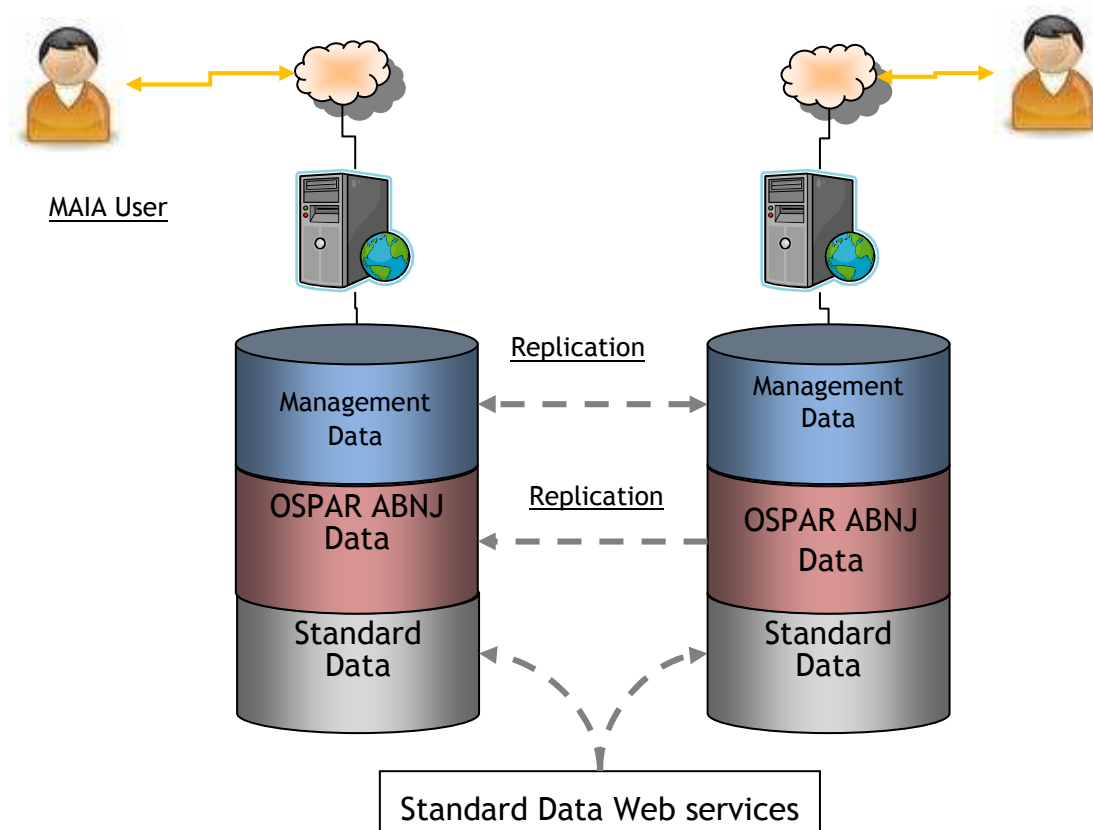 MAIA User
Replication
Management
Data
Management
Data
Replication
OSPAR ABNJ
Data
OSPAR ABNJ
Data
Standard
Data
Standard
Data
Standard Data Web services